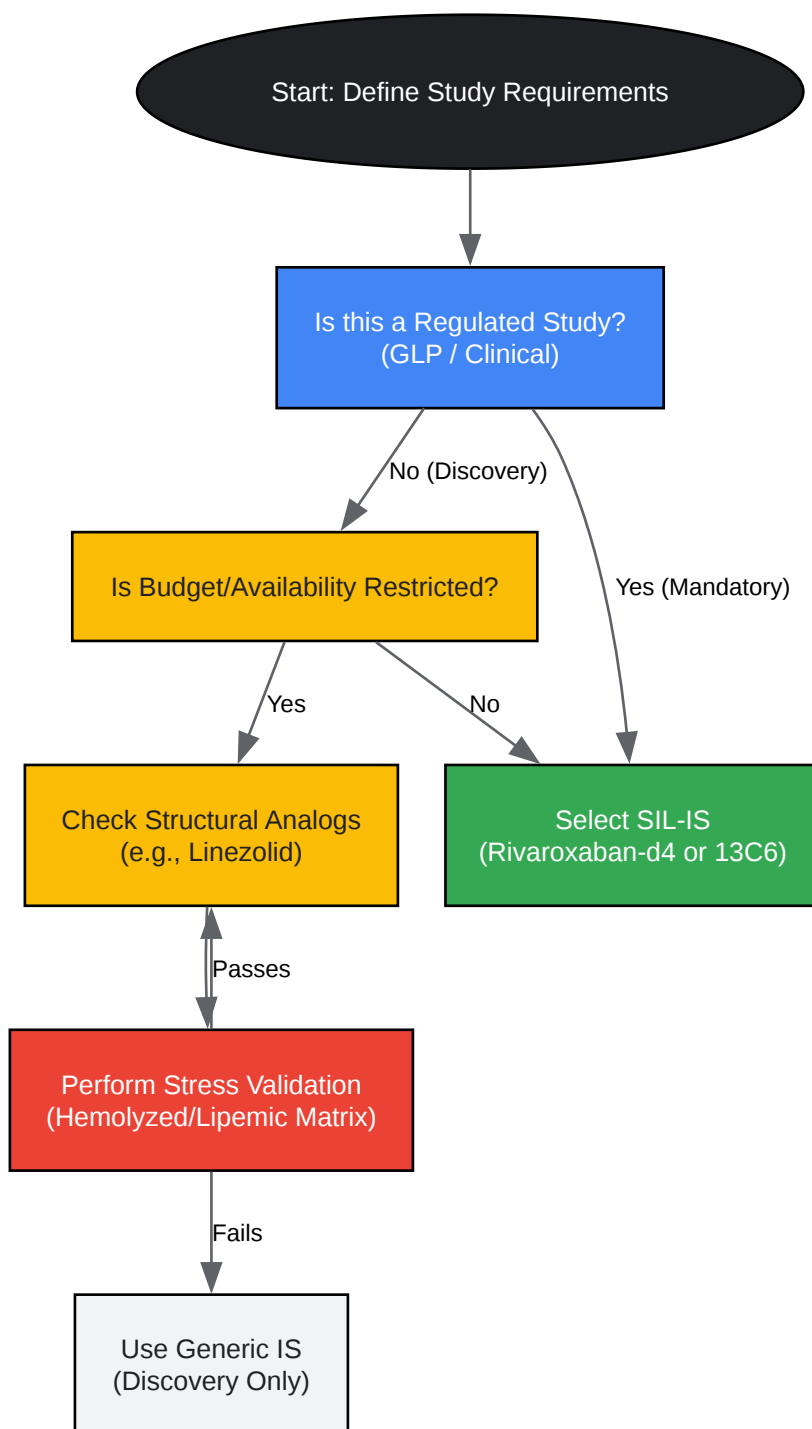 Start: Define Study Requirements
Is this a Regulated Study?
(GLP / Clinical)
No (Discovery)
Is Budget/Availability Restricted?
Yes (Mandatory)
Yes
No
Check Structural Analogs
(e.g., Linezolid)
Select SIL-IS
(Rivaroxaban-d4 or 13C6)
Passes
Perform Stress Validation
(Hemolyzed/Lipemic Matrix)
Fails
Use Generic IS
(Discovery Only)